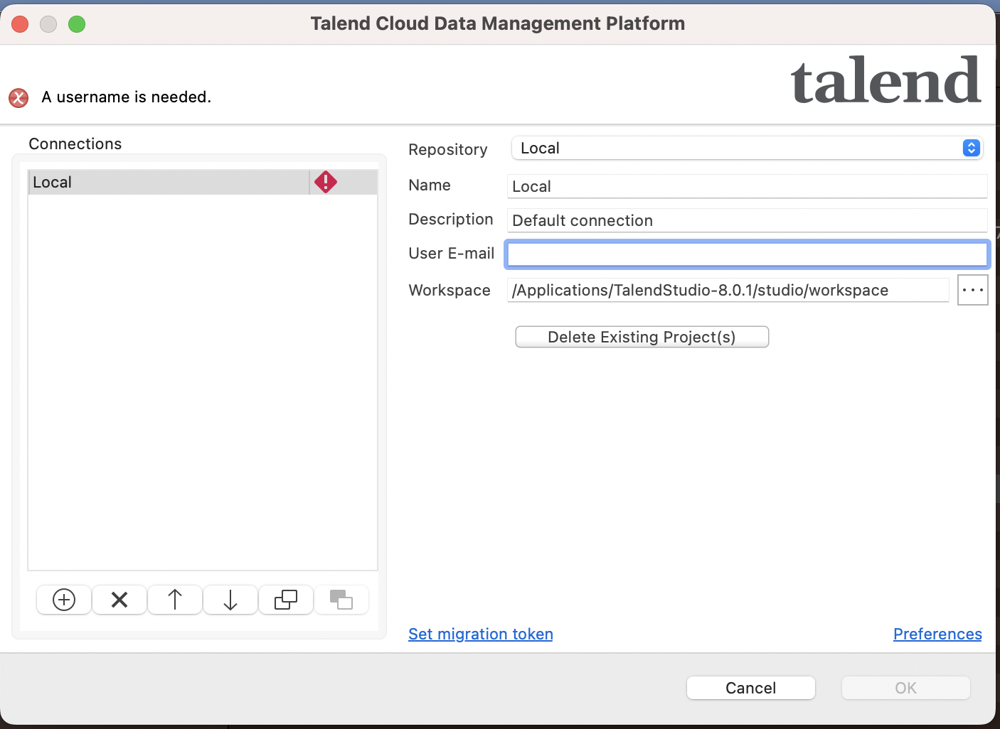 Talend Cloud Data Management Platform
talend
A username is needed.
Connections
Local
Repository
Local
Name
Local
Description
Default connection
User E-mail
Workspace
/Applications/TalendStudio-8.0.1/studio/workspace
...
Delete Existing Project(s)
Set migration token
Preferences
Cancel
OK